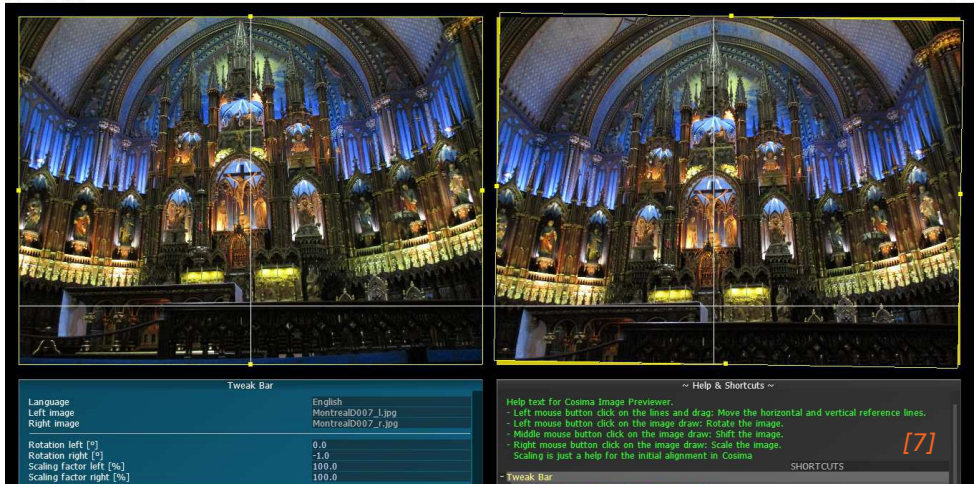 Tweak Bar
Language English
Left image MontrealD007_l.jpg
Right image MontrealD007_r.jpg
Rotation left [º] 0.0
Rotation right [º] -1.0
Scaling factor left [%] 100.0
Scaling factor right [%] 100.0
~ Help & Shortcuts ~
Help text for Cosima Image Previewer.
- Left mouse button click on the lines and drag: Move the horizontal and vertical reference lines.
- Left mouse button click on the image draw: Rotate the image.
- Middle mouse button click on the image draw: Shift the image.
- Right mouse button click on the image draw: Scale the image.
Scaling is just a help for the initial alignment in Cosima
[7]
SHORTCUTS
- Tweak Bar